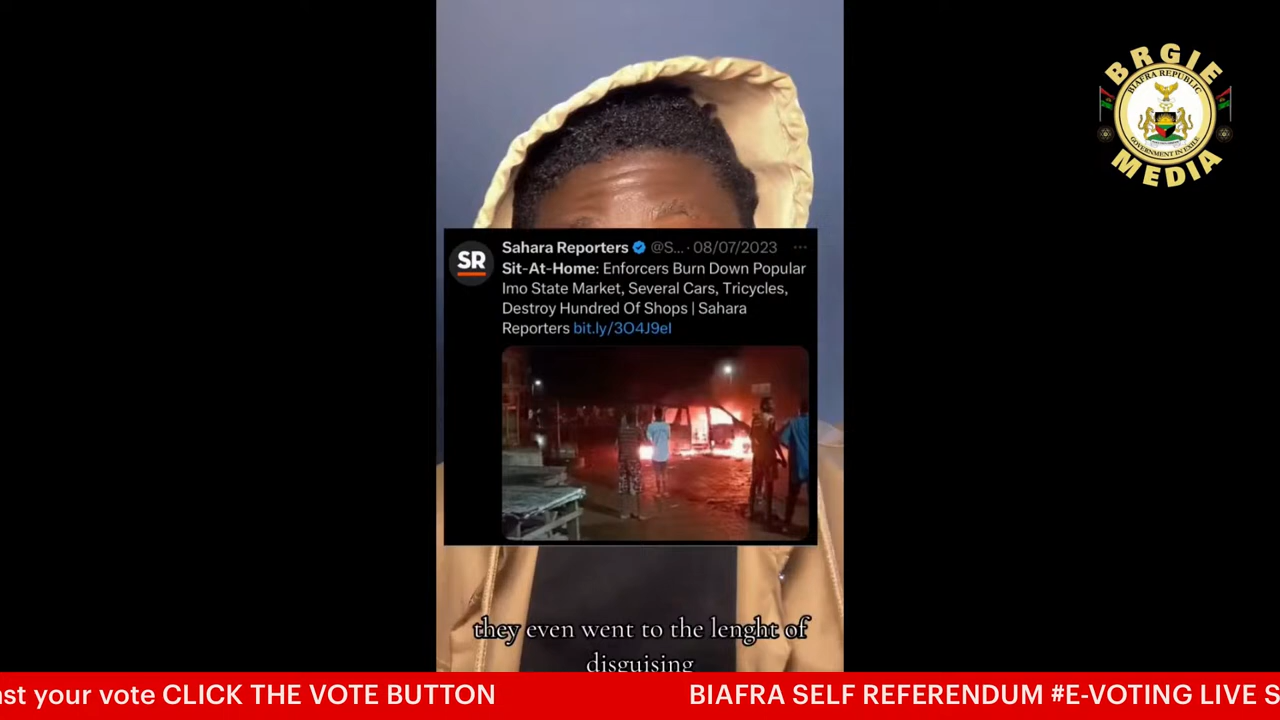 BRGIE
BIAFRA REPUBLIC
GOVERNMENT IN EXILE
MEDIA
SR
Sahara Reporters @S... · 08/07/2023 ...
Sit-At-Home: Enforcers Burn Down Popular
Imo State Market, Several Cars, Tricycles,
Destroy Hundred Of Shops | Sahara
Reporters bit.ly/3O4J9eI
they even went to the lenght of
disguising
ast your vote CLICK THE VOTE BUTTON
BIAFRA SELF REFERENDUM #E-VOTING LIVE S